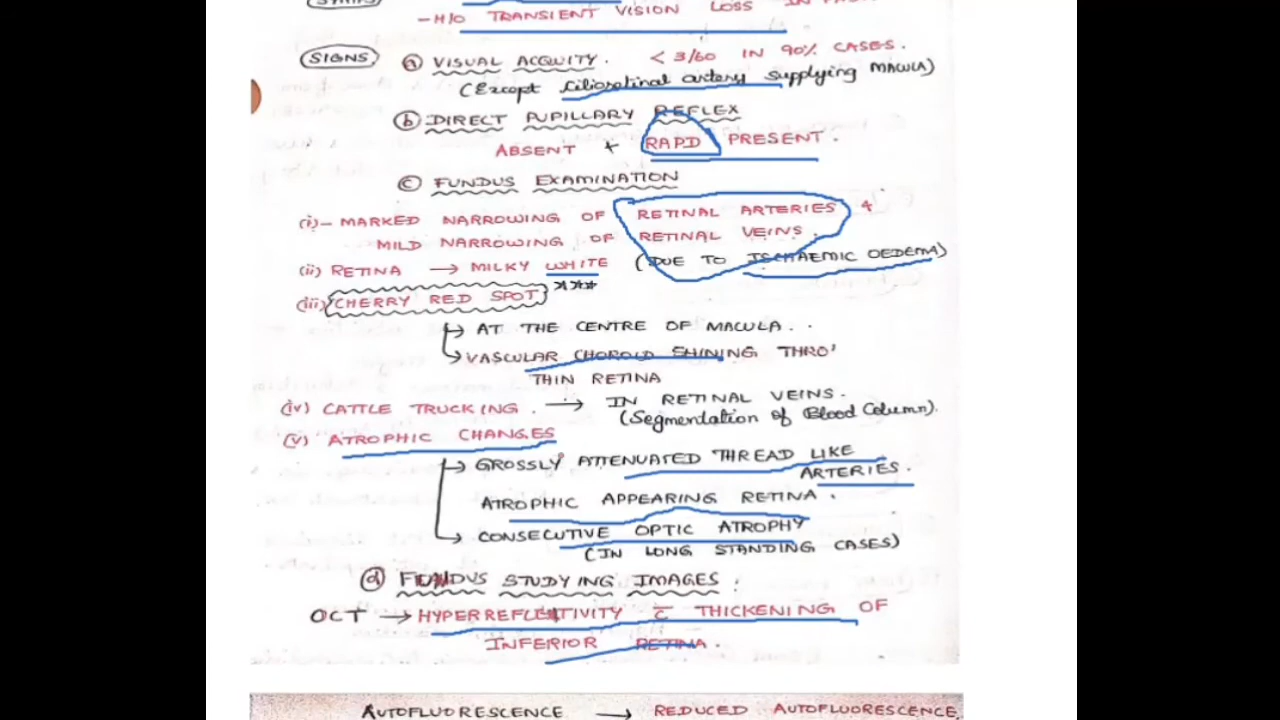 -H/O TRANSIENT VISION LOSS IN
SIGNS (a) VISUAL ACQUITY. < 3/60 IN 90% CASES.
(Except cilioretinal artery supplying MACULA)
(b) DIRECT PUPILLARY REFLEX
ABSENT + RAPD PRESENT.
(c) FUNDUS EXAMINATION
(i)- MARKED NARROWING OF RETINAL ARTERIES &
MILD NARROWING OF RETINAL VEINS.
(ii) RETINA → MILKY WHITE (DUE TO ISCHAEMIC OEDEMA)
(iii) CHERRY RED SPOT ***
↳ AT THE CENTRE OF MACULA..
↳ VASCULAR CHOROID SHINING THRO'
THIN RETINA
(iv) CATTLE TRUCKING. → IN RETINAL VEINS.
(Segmentation of Blood Column).
(v) ATROPHIC CHANGES
↳ GROSSLY ATTENUATED THREAD LIKE
ARTERIES.
ATROPHIC APPEARING RETINA.
↳ CONSECUTIVE OPTIC ATROPHY
(IN LONG STANDING CASES)
(d) FUNDUS STUDYING IMAGES.
OCT → HYPERREFLECTIVITY c̄ THICKENING OF
INFERIOR RETINA.
AUTOFLUORESCENCE → REDUCED AUTOFLUORESCENCE.